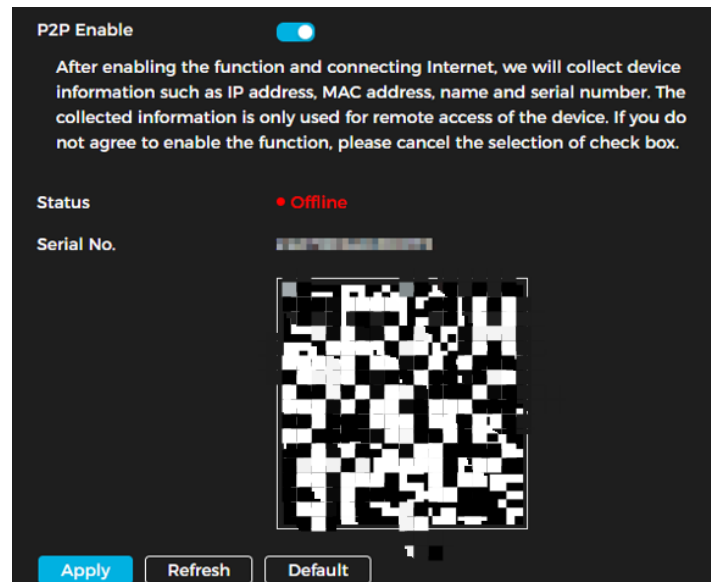 P2P Enable
After enabling the function and connecting Internet, we will collect device
information such as IP address, MAC address, name and serial number. The
collected information is only used for remote access of the device. If you do
not agree to enable the function, please cancel the selection of check box.
Status • Offline
Serial No.
Apply Refresh Default